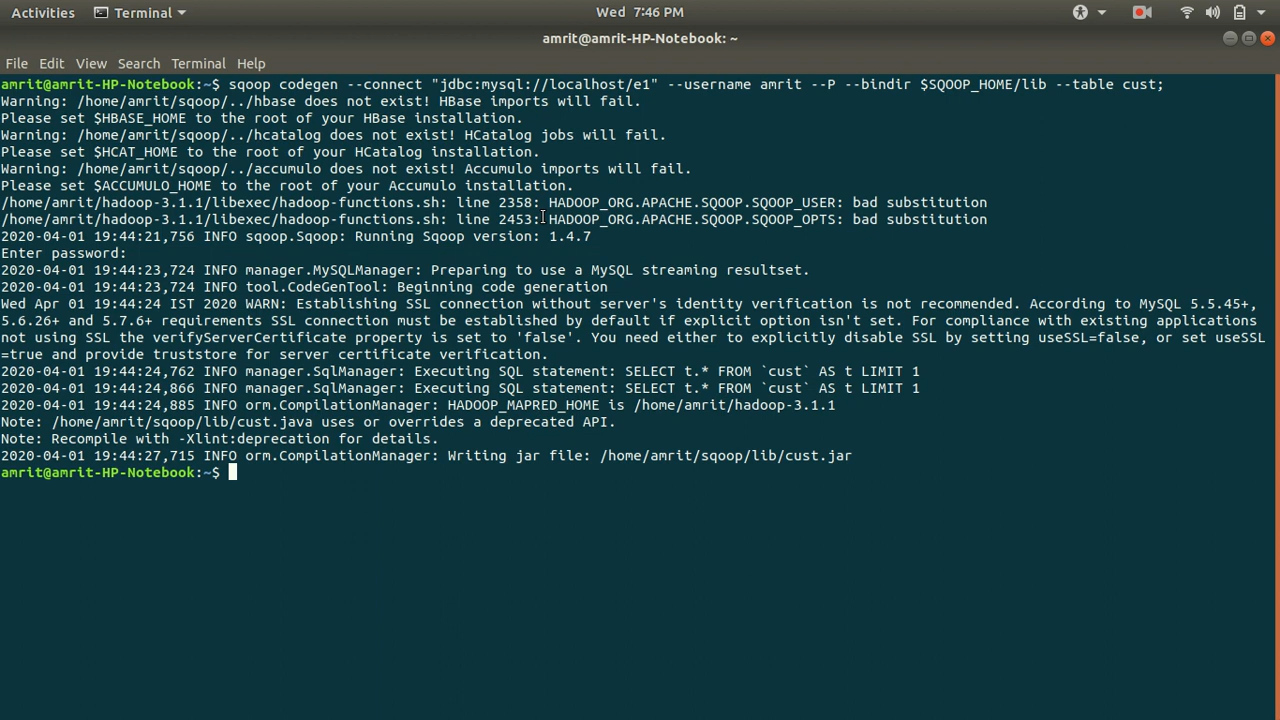 Activities Terminal Wed 7:46 PM
amrit@amrit-HP-Notebook: ~
File Edit View Search Terminal Help
amrit@amrit-HP-Notebook:~$ sqoop codegen --connect "jdbc:mysql://localhost/e1" --username amrit --P --bindir $SQOOP_HOME/lib --table cust;
Warning: /home/amrit/sqoop/../hbase does not exist! HBase imports will fail.
Please set $HBASE_HOME to the root of your HBase installation.
Warning: /home/amrit/sqoop/../hcatalog does not exist! HCatalog jobs will fail.
Please set $HCAT_HOME to the root of your HCatalog installation.
Warning: /home/amrit/sqoop/../accumulo does not exist! Accumulo imports will fail.
Please set $ACCUMULO_HOME to the root of your Accumulo installation.
/home/amrit/hadoop-3.1.1/libexec/hadoop-functions.sh: line 2358: HADOOP_ORG.APACHE.SQOOP.SQOOP_USER: bad substitution
/home/amrit/hadoop-3.1.1/libexec/hadoop-functions.sh: line 2453: HADOOP_ORG.APACHE.SQOOP.SQOOP_OPTS: bad substitution
2020-04-01 19:44:21,756 INFO sqoop.Sqoop: Running Sqoop version: 1.4.7
Enter password:
2020-04-01 19:44:23,724 INFO manager.MySQLManager: Preparing to use a MySQL streaming resultset.
2020-04-01 19:44:23,724 INFO tool.CodeGenTool: Beginning code generation
Wed Apr 01 19:44:24 IST 2020 WARN: Establishing SSL connection without server's identity verification is not recommended. According to MySQL 5.5.45+,
5.6.26+ and 5.7.6+ requirements SSL connection must be established by default if explicit option isn't set. For compliance with existing applications
not using SSL the verifyServerCertificate property is set to 'false'. You need either to explicitly disable SSL by setting useSSL=false, or set useSSL
=true and provide truststore for server certificate verification.
2020-04-01 19:44:24,762 INFO manager.SqlManager: Executing SQL statement: SELECT t.* FROM `cust` AS t LIMIT 1
2020-04-01 19:44:24,866 INFO manager.SqlManager: Executing SQL statement: SELECT t.* FROM `cust` AS t LIMIT 1
2020-04-01 19:44:24,885 INFO orm.CompilationManager: HADOOP_MAPRED_HOME is /home/amrit/hadoop-3.1.1
Note: /home/amrit/sqoop/lib/cust.java uses or overrides a deprecated API.
Note: Recompile with -Xlint:deprecation for details.
2020-04-01 19:44:27,715 INFO orm.CompilationManager: Writing jar file: /home/amrit/sqoop/lib/cust.jar
amrit@amrit-HP-Notebook:~$